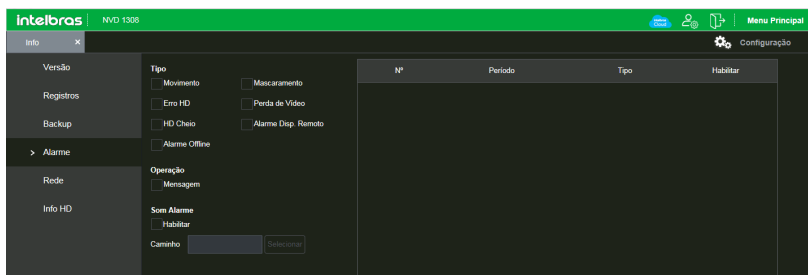 intelbras NVD 1308 Menu Principal
Info × Configuração
Versão
Registros
Backup
> Alarme
Rede
Info HD
Tipo
Movimento Mascaramento
Erro HD Perda de Vídeo
HD Cheio Alarme Disp. Remoto
Alarme Offline
Operação
Mensagem
Som Alarme
Habilitar
Caminho Selecionar
Nº Período Tipo Habilitar